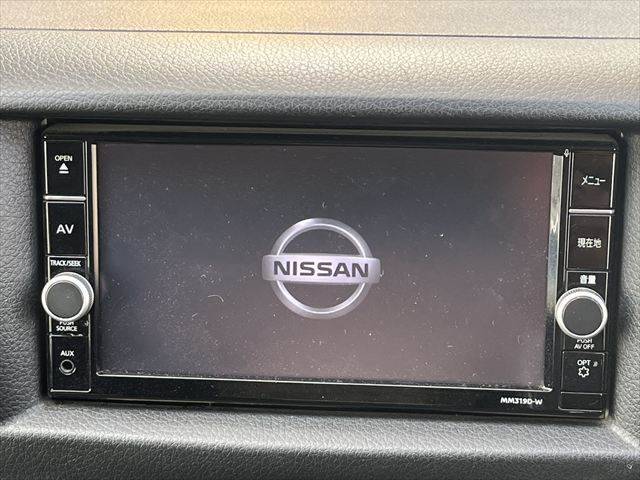 OPEN
AV
TRACK/SEEK
PUSH
SOURCE
AUX
NISSAN
メニュー
現在地
音量
PUSH
AV OFF
OPT
MM319D-W